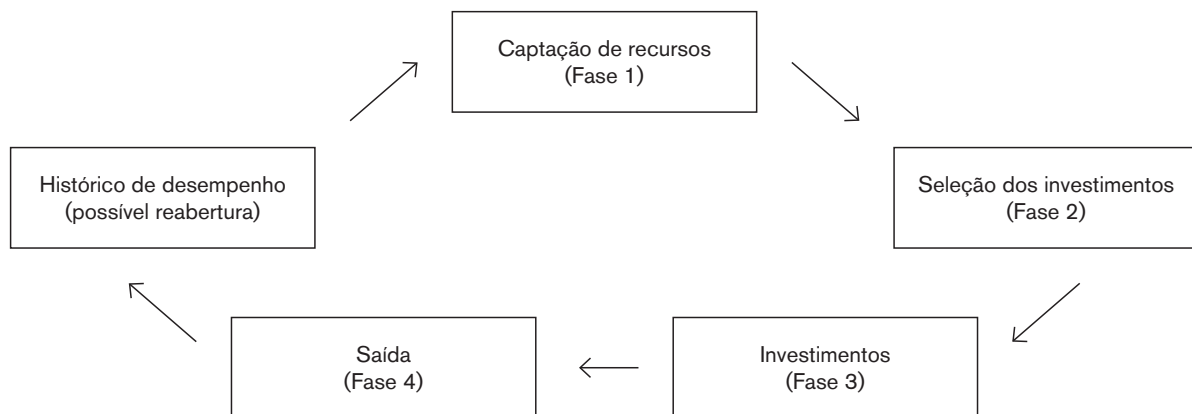 Captação de recursos
(Fase 1)
Histórico de desempenho
(possível reabertura)
Seleção dos investimentos
(Fase 2)
Saída
(Fase 4)
Investimentos
(Fase 3)